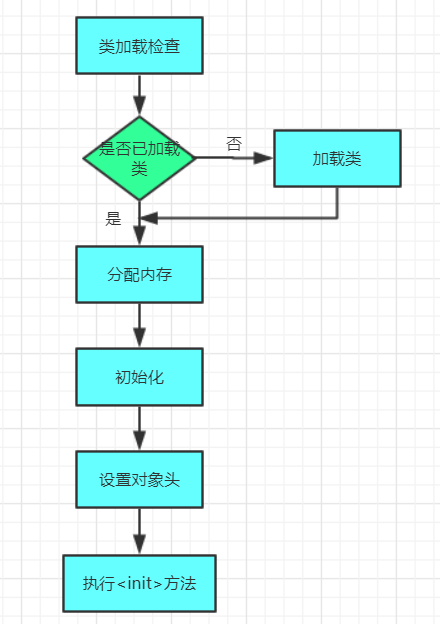 类加载检查
是否已加载
类
否
加载类
是
分配内存
初始化
设置对象头
执行<init>方法